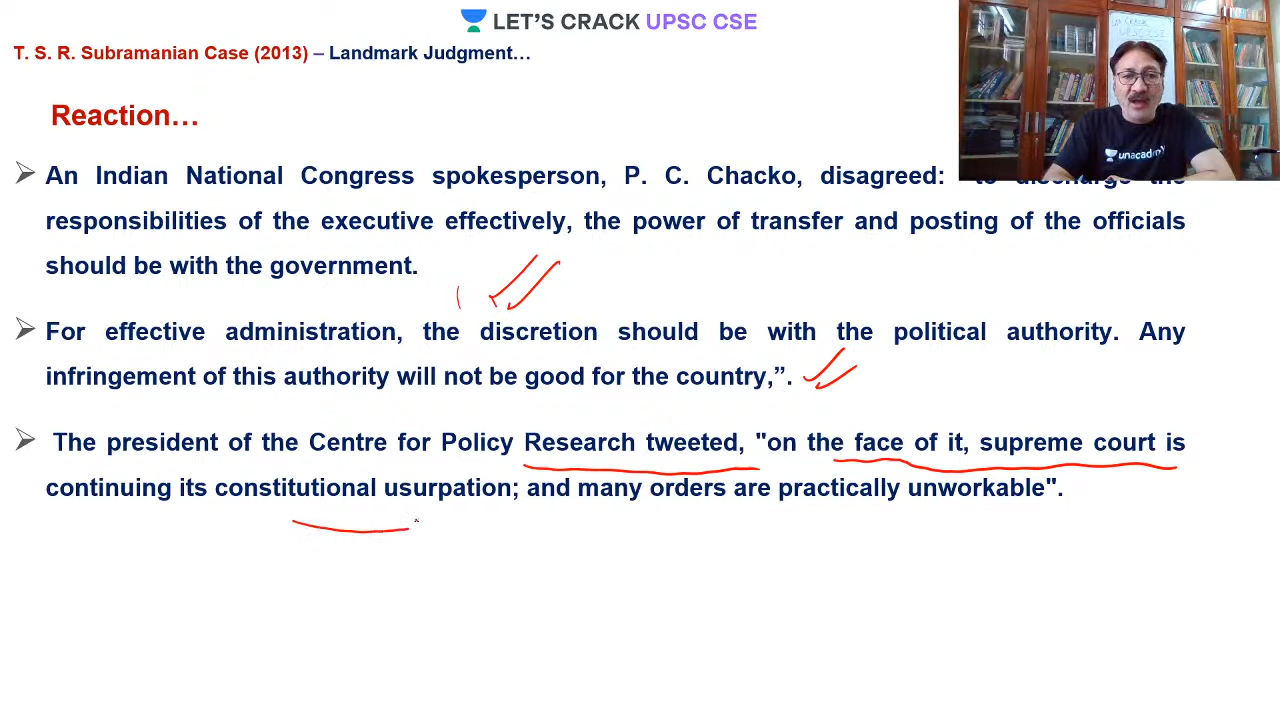 LET'S CRACK UPSC CSE
T. S. R. Subramanian Case (2013) – Landmark Judgment…
Reaction…
An Indian National Congress spokesperson, P. C. Chacko, disagreed:
responsibilities of the executive effectively, the power of transfer and posting of the officials
should be with the government.
For effective administration, the discretion should be with the political authority. Any
infringement of this authority will not be good for the country,”.
The president of the Centre for Policy Research tweeted, "on the face of it, supreme court is
continuing its constitutional usurpation; and many orders are practically unworkable".
unacademy